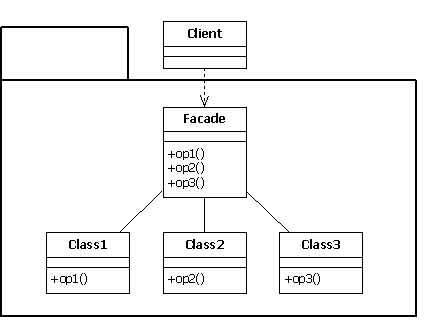 Client
Facade
+op1()
+op2()
+op3()
Class1
Class2
Class3
+op1()
+op2()
+op3()